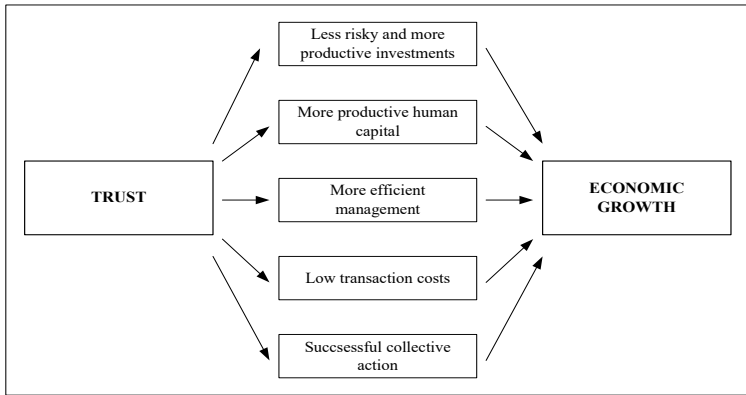 Less risky and more
productive investments
More productive human
capital
TRUST
More efficient
management
ECONOMIC
GROWTH
Low transaction costs
Succsessful collective
action